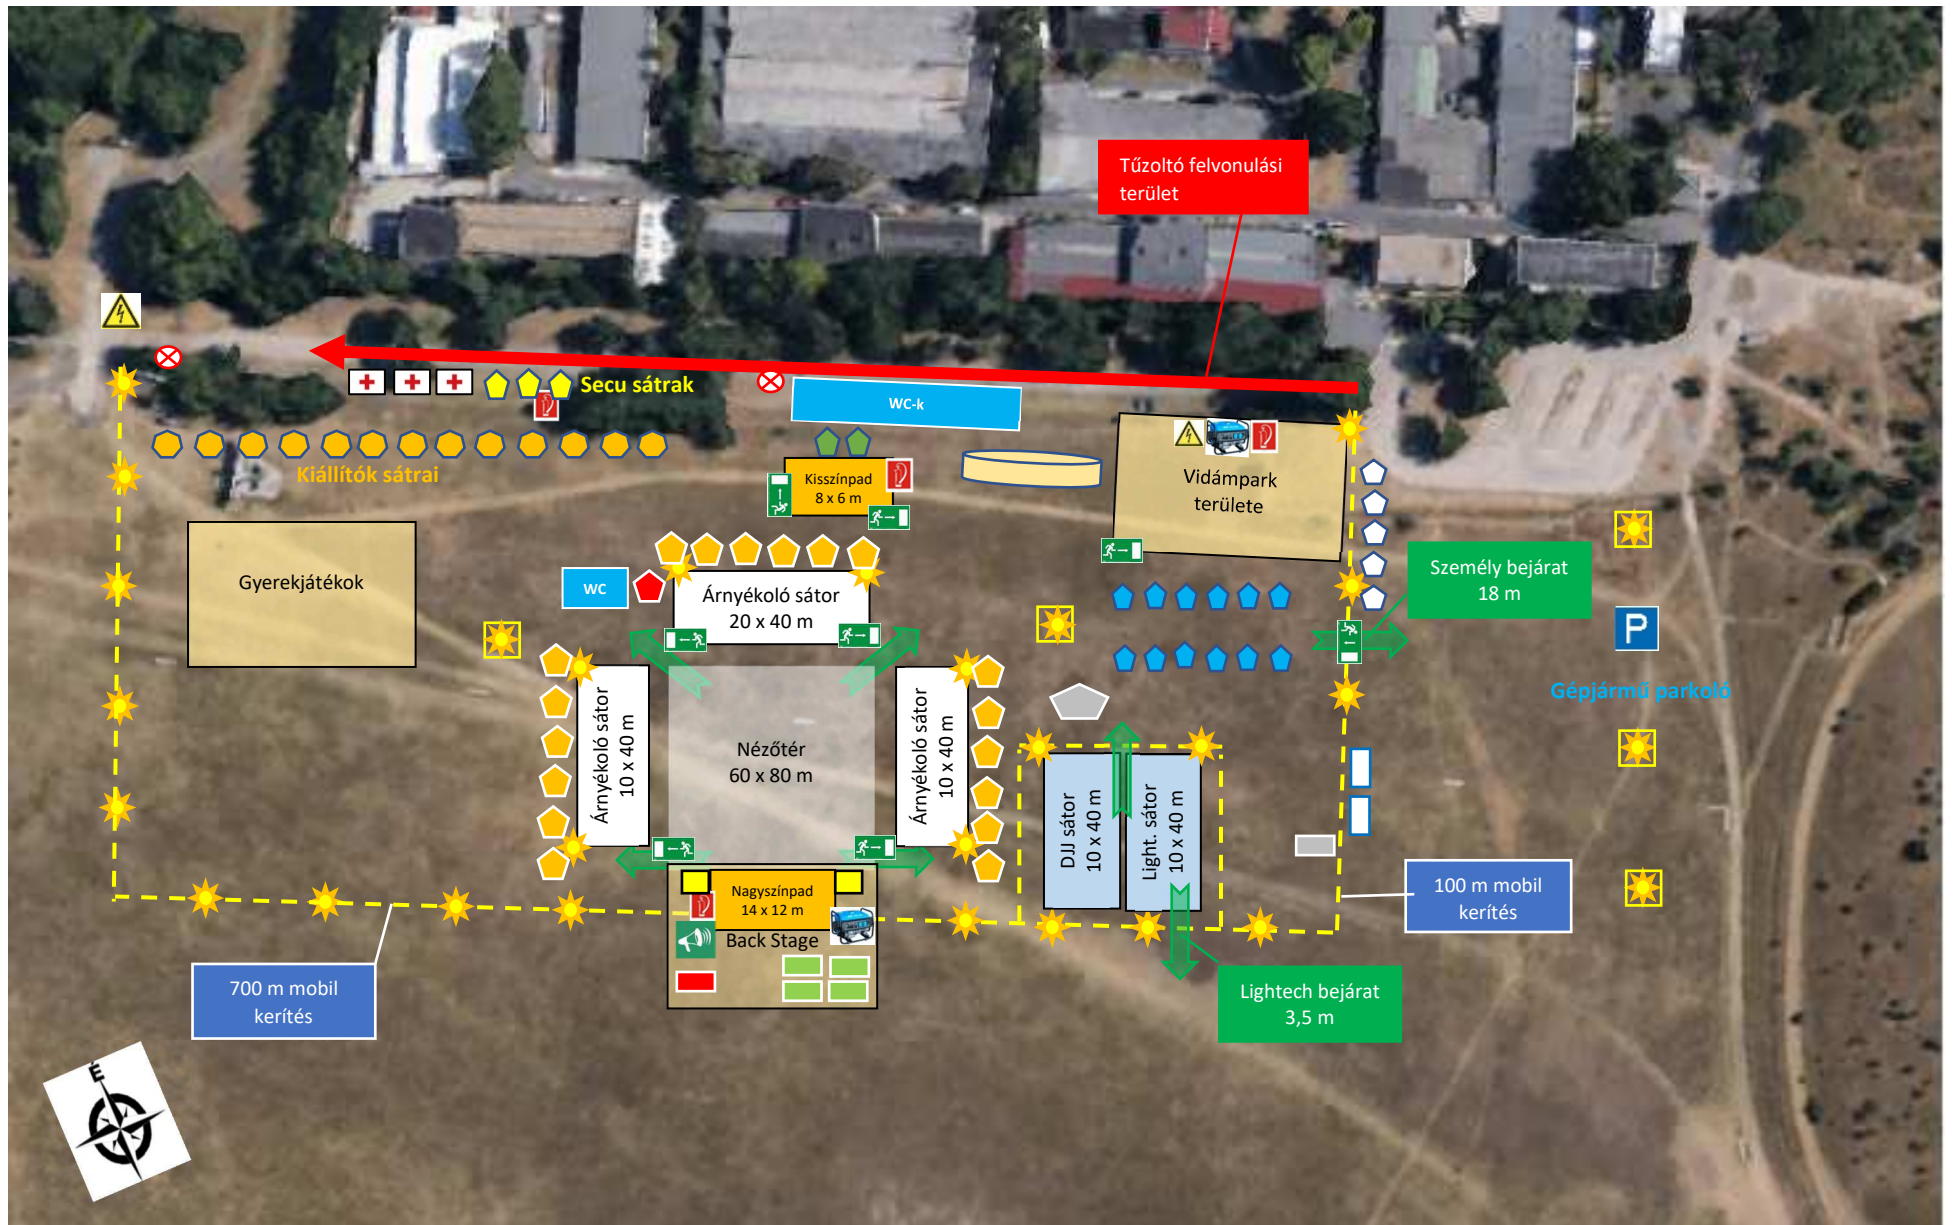 Tűzoltó felvonulási
terület
Secu sátrak
WC-k
Kiállítók sátrai
Kisszínpad
8 x 6 m
Vidámpark
területe
Gyerekjátékok
WC
Árnyékoló sátor
20 x 40 m
Személy bejárat
18 m
P
Gépjármű parkoló
Árnyékoló sátor
10 x 40 m
Nézőtér
60 x 80 m
Árnyékoló sátor
10 x 40 m
DJJ sátor
10 x 40 m
Light. sátor
10 x 40 m
Nagyszínpad
14 x 12 m
Back Stage
100 m mobil
kerítés
700 m mobil
kerítés
Lightech bejárat
3,5 m
É